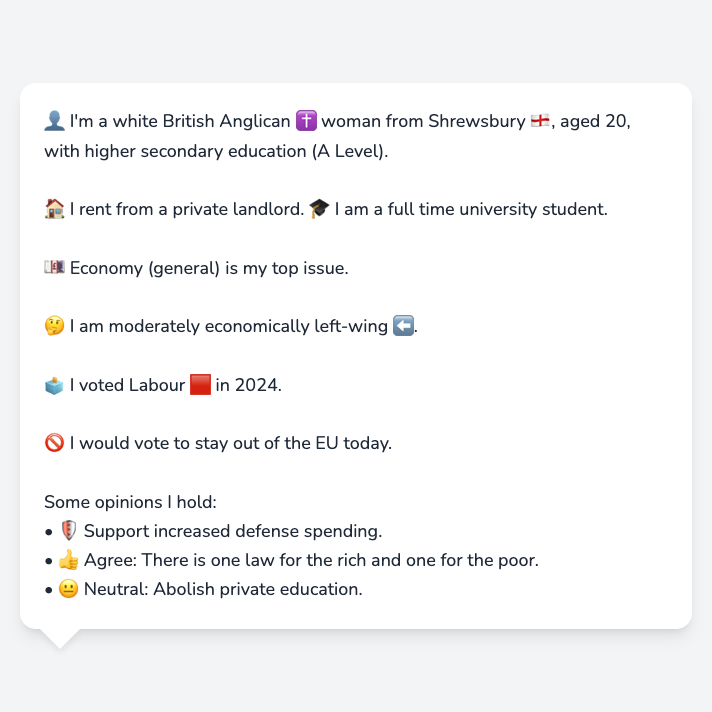 👤 I'm a white British Anglican ✝️ woman from Shrewsbury 🏴󠁧󠁢󠁥󠁮󠁧󠁿, aged 20,
with higher secondary education (A Level).
🏠 I rent from a private landlord. 🎓 I am a full time university student.
💷 Economy (general) is my top issue.
🤔 I am moderately economically left-wing ⬅️.
🗳️ I voted Labour 🟥 in 2024.
🚫 I would vote to stay out of the EU today.
Some opinions I hold:
• 🛡️ Support increased defense spending.
• 👍 Agree: There is one law for the rich and one for the poor.
• 😐 Neutral: Abolish private education.